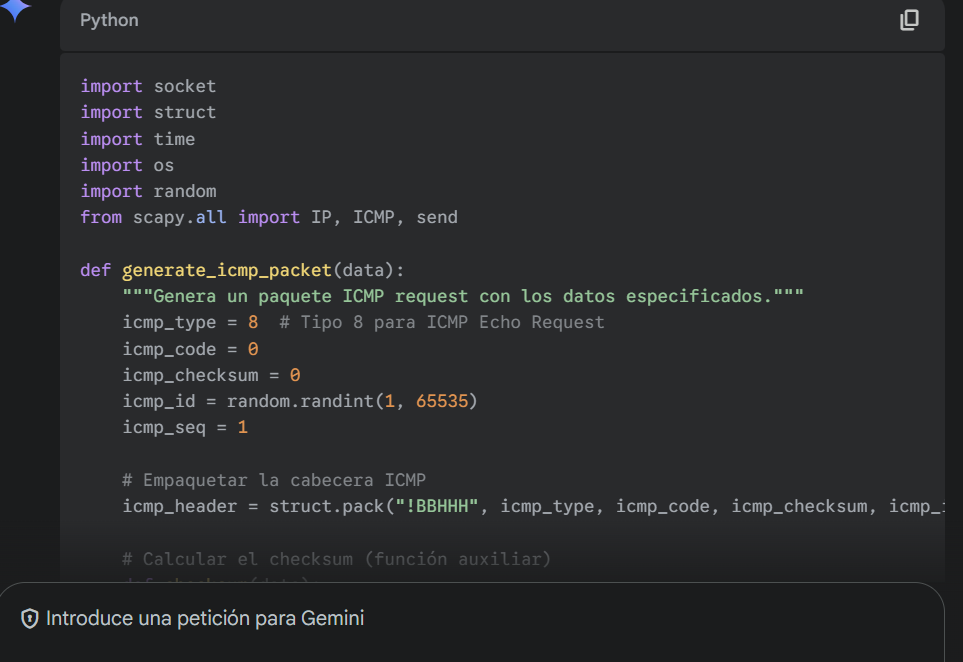 Python
import socket
import struct
import time
import os
import random
from scapy.all import IP, ICMP, send
def generate_icmp_packet(data):
"""Genera un paquete ICMP request con los datos especificados."""
icmp_type = 8  # Tipo 8 para ICMP Echo Request
icmp_code = 0
icmp_checksum = 0
icmp_id = random.randint(1, 65535)
icmp_seq = 1
# Empaquetar la cabecera ICMP
icmp_header = struct.pack("!BBHHH", icmp_type, icmp_code, icmp_checksum, icmp_
# Calcular el checksum (función auxiliar)
Introduce una petición para Gemini